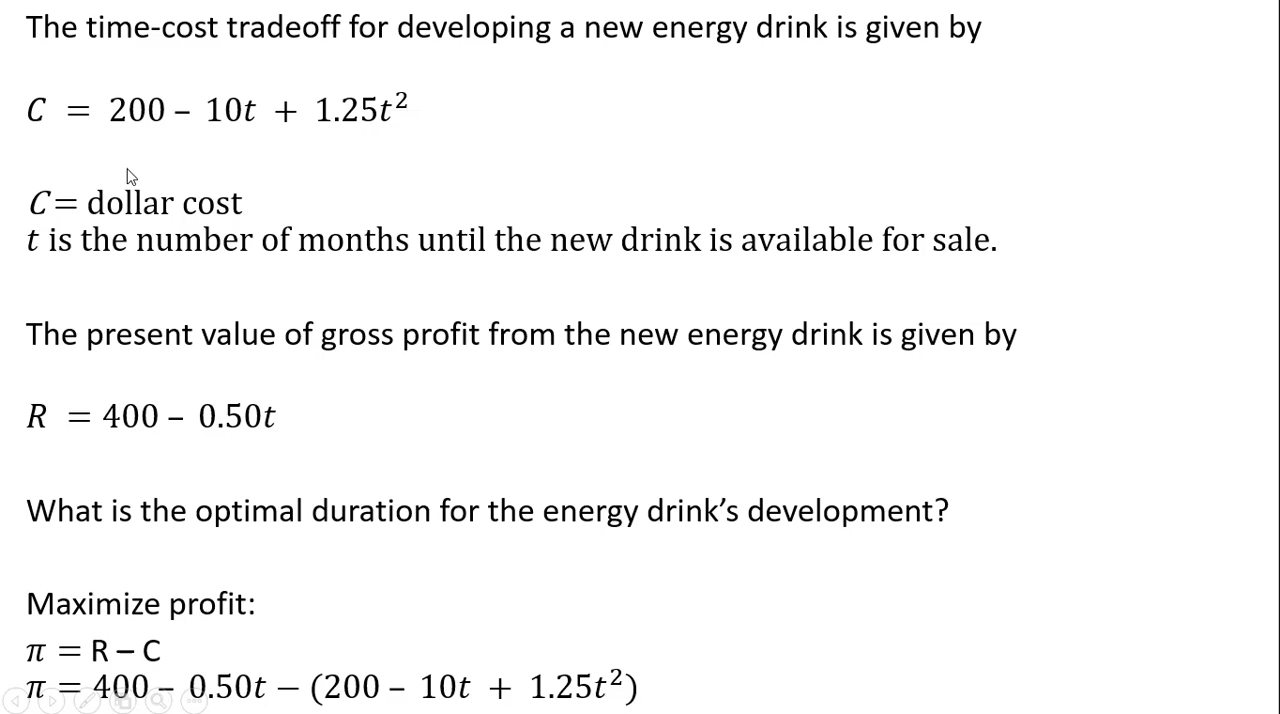 The time-cost tradeoff for developing a new energy drink is given by
C = 200 – 10t + 1.25t²
C = dollar cost
t is the number of months until the new drink is available for sale.
The present value of gross profit from the new energy drink is given by
R = 400 – 0.50t
What is the optimal duration for the energy drink’s development?
Maximize profit:
π = R – C
π = 400 – 0.50t − (200 – 10t + 1.25t²)